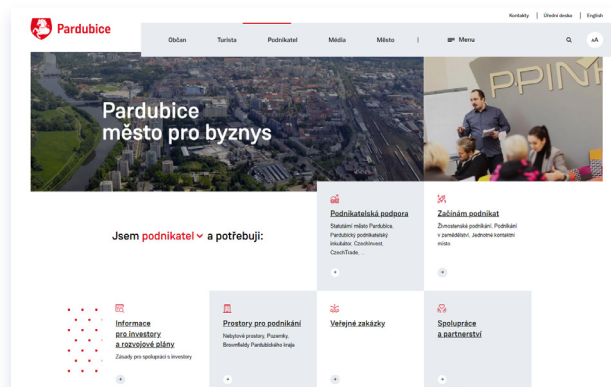 Kontakty | Úřední deska | English
Pardubice
Občan Turista Podnikatel Média Město | Menu
AA
PPINK
Pardubice
město pro byznys
Jsem podnikatel a potřebuji:
Podnikatelská podpora
Statutární město Pardubice,
Pardubický podnikatelský
inkubátor, CzechInvest,
CzechTrade, ...
Začínám podnikat
Živnostenské podnikání, Podnikání
v zemědělství, Jednotné kontaktní
místo
Informace
pro investory
a rozvojové plány
Zásady pro spolupráci s investory
Prostory pro podnikání
Nebytové prostory, Pozemky,
Brownfieldy Pardubického kraje
Veřejné zakázky
Spolupráce
a partnerství